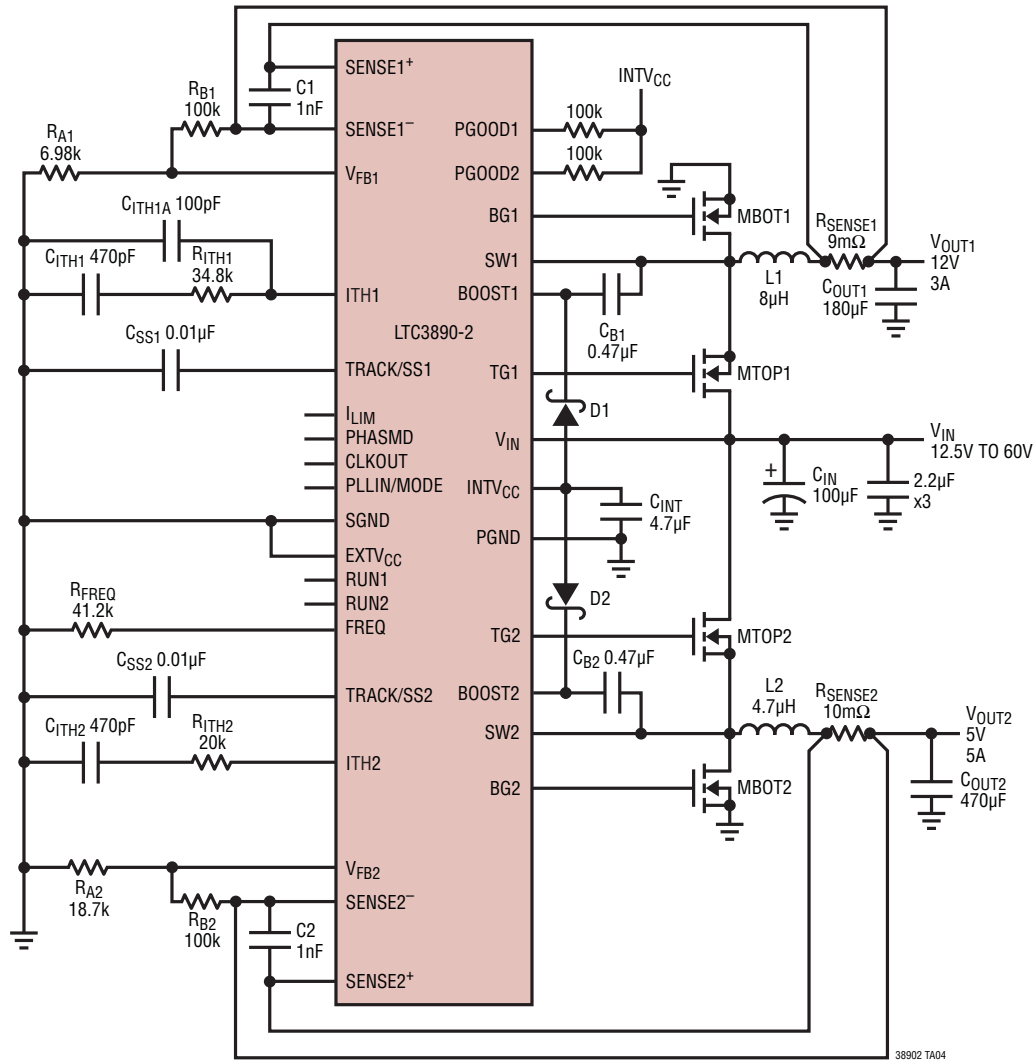 SENSE1+
INTVCC
RB1
100k
C1
1nF
100k
SENSE1−
PGOOD1
RA1
6.98k
100k
VFB1
PGOOD2
CITH1A 100pF
BG1
MBOT1
RSENSE1
9mΩ
VOUT1
12V
3A
CITH1 470pF
RITH1
34.8k
SW1
L1
8µH
COUT1
180µF
ITH1
BOOST1
CSS1 0.01µF
LTC3890-2
CB1
0.47µF
TRACK/SS1
TG1
MTOP1
ILIM
D1
PHASMD
VIN
VIN
12.5V TO 60V
CLKOUT
PLLIN/MODE
INTVCC
CINT
4.7µF
+
CIN
100µF
2.2µF
x3
SGND
PGND
EXTVCC
RUN1
RUN2
D2
RFREQ
41.2k
FREQ
TG2
MTOP2
CSS2 0.01µF
CB2 0.47µF
TRACK/SS2
BOOST2
L2
4.7µH
RSENSE2
10mΩ
VOUT2
5V
5A
CITH2 470pF
RITH2
20k
SW2
ITH2
BG2
MBOT2
COUT2
470µF
VFB2
RA2
18.7k
SENSE2−
RB2
100k
C2
1nF
SENSE2+
38902 TA04